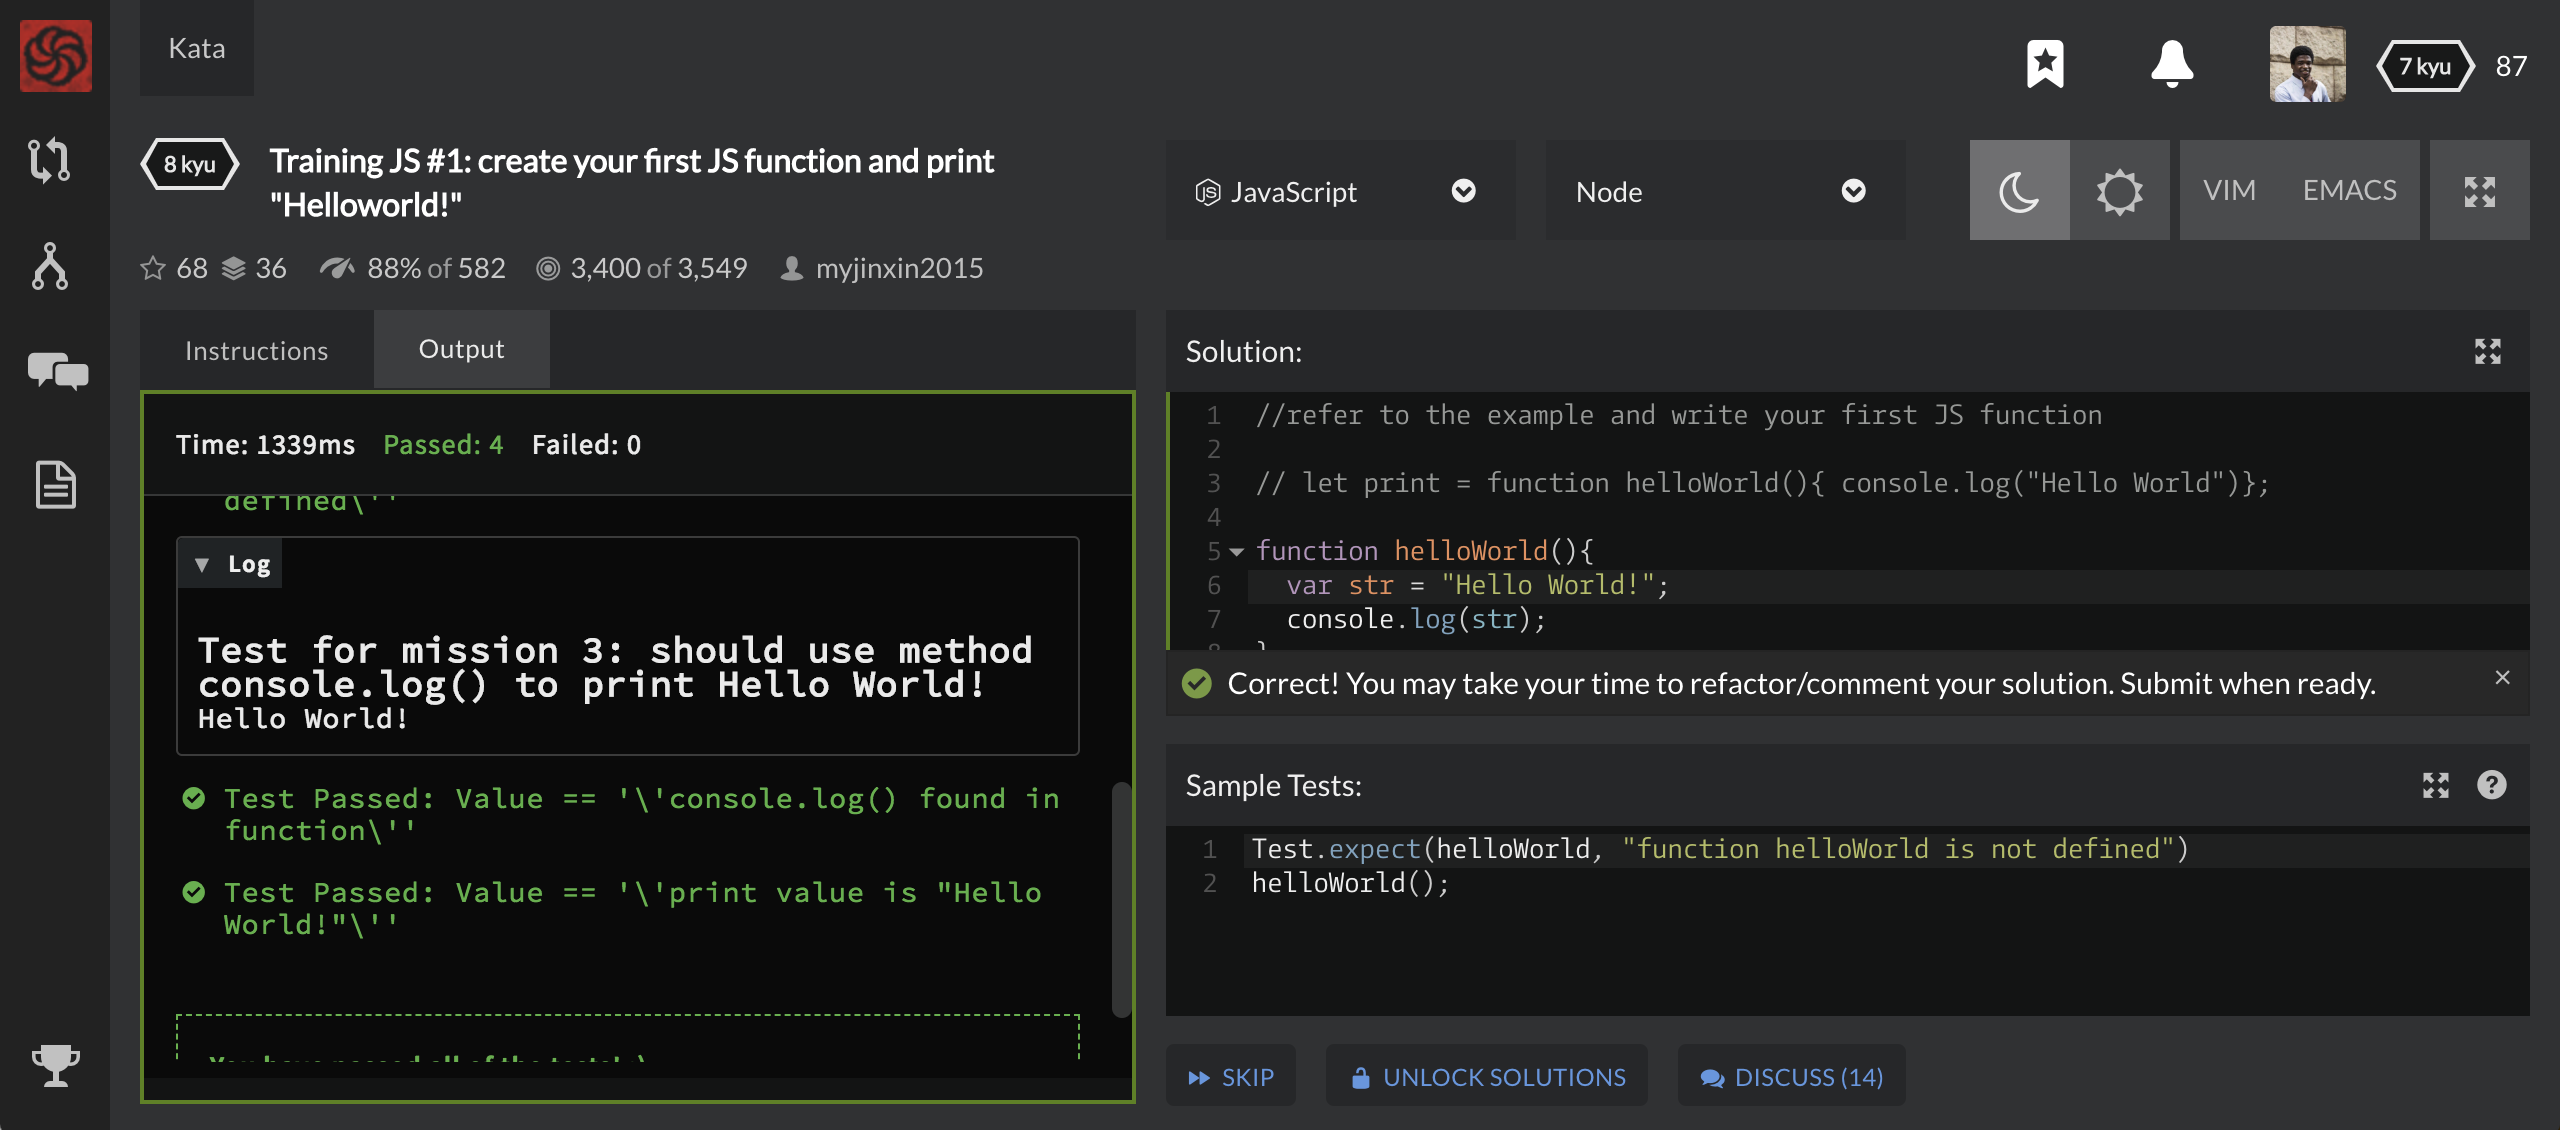 Kata
7 kyu 87
8 kyu Training JS #1: create your first JS function and print
"Helloworld!"
68 36 88% of 582 3,400 of 3,549 myjinxin2015
JavaScript Node VIM EMACS
Instructions Output
Time: 1339ms Passed: 4 Failed: 0
defined\''
▼ Log
Test for mission 3: should use method
console.log() to print Hello World!
Hello World!
Test Passed: Value == '\'console.log() found in
function\''
Test Passed: Value == '\'print value is "Hello
World!"\''
You have passed all of the tests! :)
Solution:
1 //refer to the example and write your first JS function
2
3 // let print = function helloWorld(){ console.log("Hello World")};
4
5 function helloWorld(){
6 var str = "Hello World!";
7 console.log(str);
8 }
Correct! You may take your time to refactor/comment your solution. Submit when ready. ×
Sample Tests:
1 Test.expect(helloWorld, "function helloWorld is not defined")
2 helloWorld();
SKIP UNLOCK SOLUTIONS DISCUSS (14)